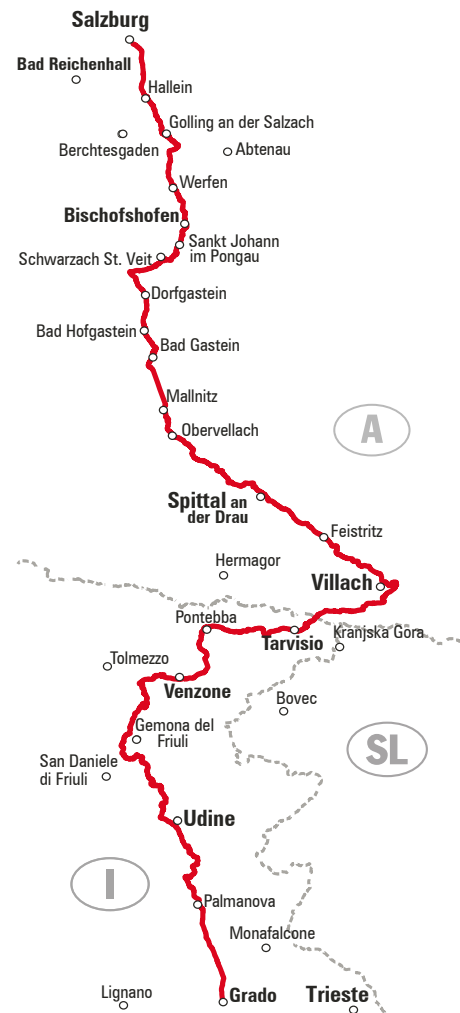 Salzburg
Bad Reichenhall
Hallein
Golling an der Salzach
Berchtesgaden
Abtenau
Werfen
Bischofshofen
Sankt Johann
im Pongau
Schwarzach St. Veit
Dorfgastein
Bad Hofgastein
Bad Gastein
Mallnitz
A
Obervellach
Spittal an
der Drau
Feistritz
Hermagor
Villach
Pontebba
Tarvisio
Kranjska Gora
Tolmezzo
Venzone
Bovec
Gemona del
Friuli
SL
San Daniele
di Friuli
Udine
I
Palmanova
Monafalcone
Lignano
Grado
Trieste